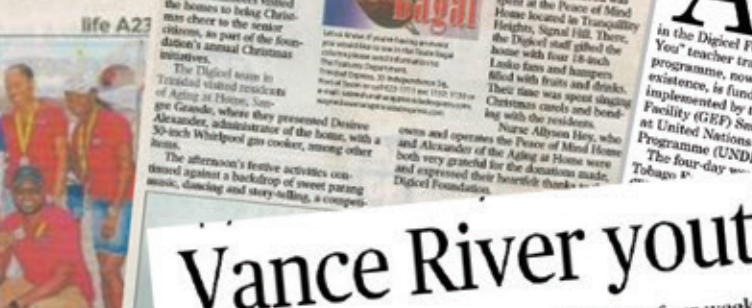 life A23
the homes to bring Christ-
mas cheer to the senior
citizens, as part of the foun-
dation's annual Christmas
initiatives.
The Digicel team in
Trinidad visited residents
of Aging at Home, San-
gre Grande, where they presented Desiree
Alexander, administrator of the home, with a
30-inch Whirlpool gas cooker, among other
items.
The afternoon's festive activities con-
tinued against a backdrop of sweet parang
music, dancing and story-telling, a competi-
Bagai
The Features Department,
spent at the Peace of Mind
Home located in Tranquility
Heights, Signal Hill. There,
the Digicel staff gifted the
home with four 18-inch
Lasko fans and hampers
filled with fruits and drinks.
Their time was spent singing
Christmas carols and bond-
ing with the residents.
Nurse Allyson Hoy, who
owns and operates the Peace of Mind Home
and Alexander of the Aging at Home were
both very grateful for the donations made,
and expressed their heartfelt thanks to
Digicel Foundation.
A
in the Digicel F
You" teacher tra
programme, no
existence, is fund
implemented by
Facility (GEF) S
at United Nations
Programme (UND
The four-day w
Tobago
Vance River yout